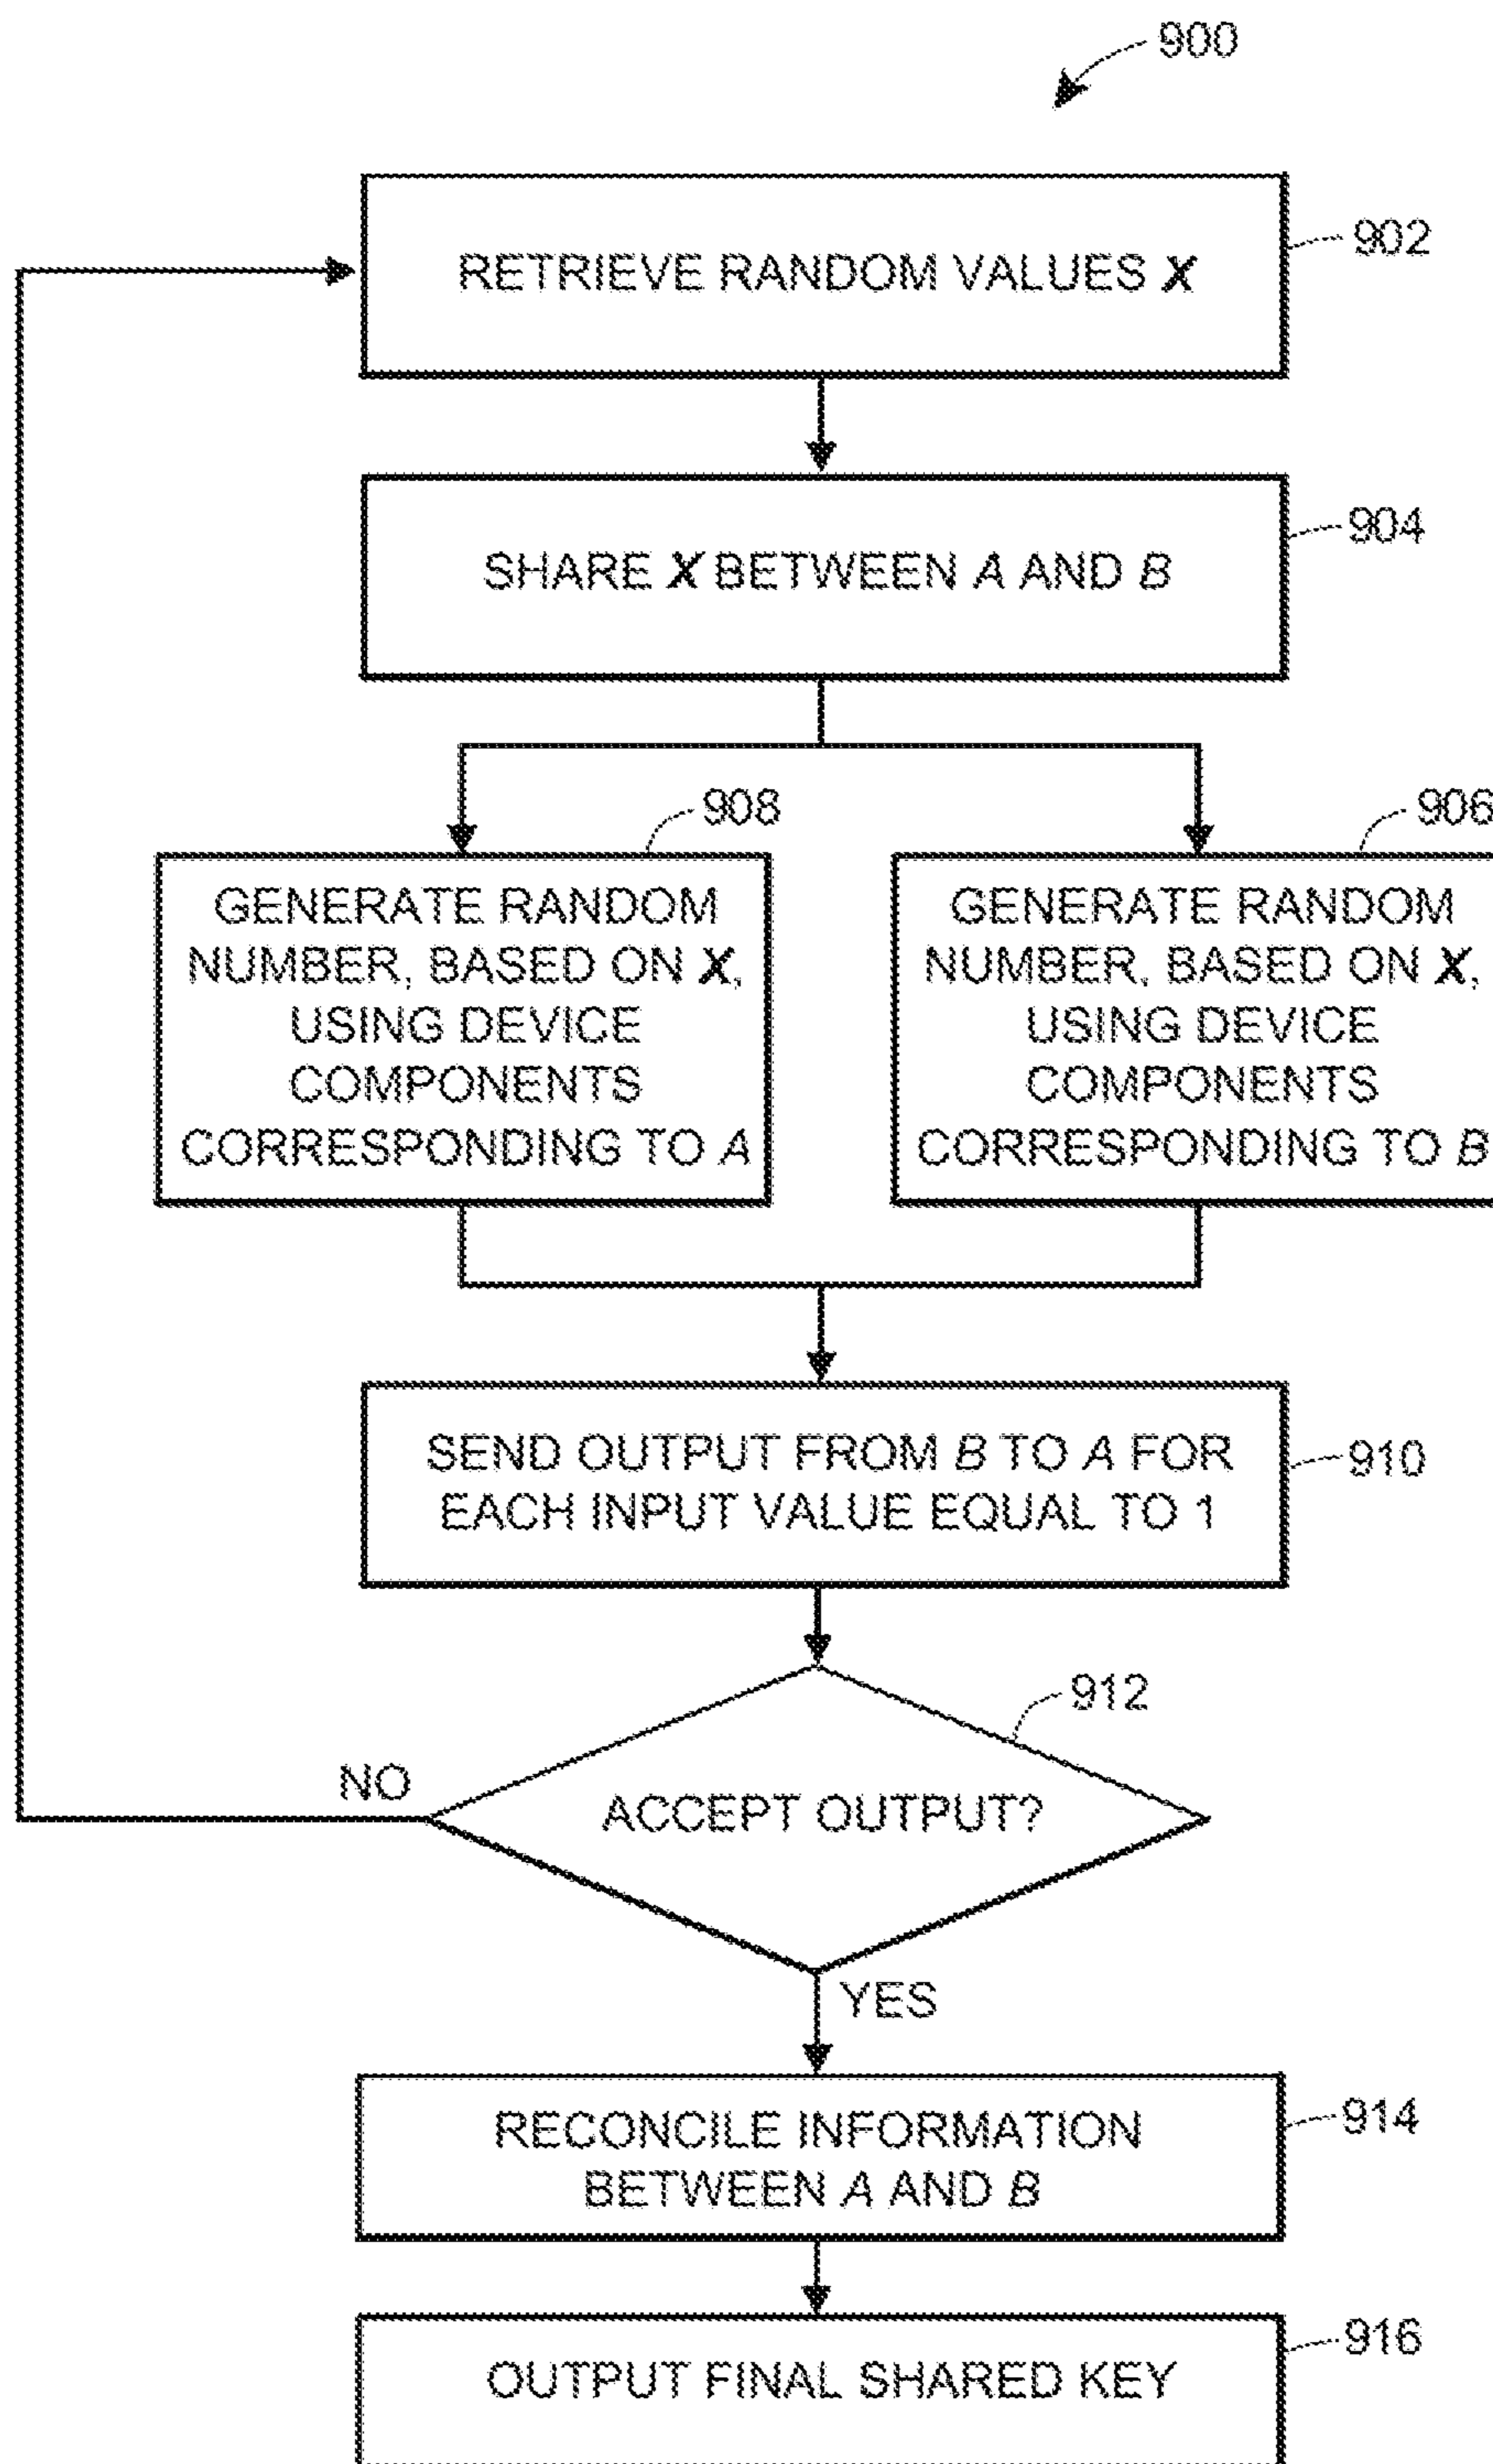 900
RETRIEVE RANDOM VALUES X
902
SHARE X BETWEEN A AND B
904
908
GENERATE RANDOM
NUMBER, BASED ON X,
USING DEVICE
COMPONENTS
CORRESPONDING TO A
906
GENERATE RANDOM
NUMBER, BASED ON X,
USING DEVICE
COMPONENTS
CORRESPONDING TO B
SEND OUTPUT FROM B TO A FOR
EACH INPUT VALUE EQUAL TO 1
910
912
NO
ACCEPT OUTPUT?
YES
RECONCILE INFORMATION
BETWEEN A AND B
914
OUTPUT FINAL SHARED KEY
916